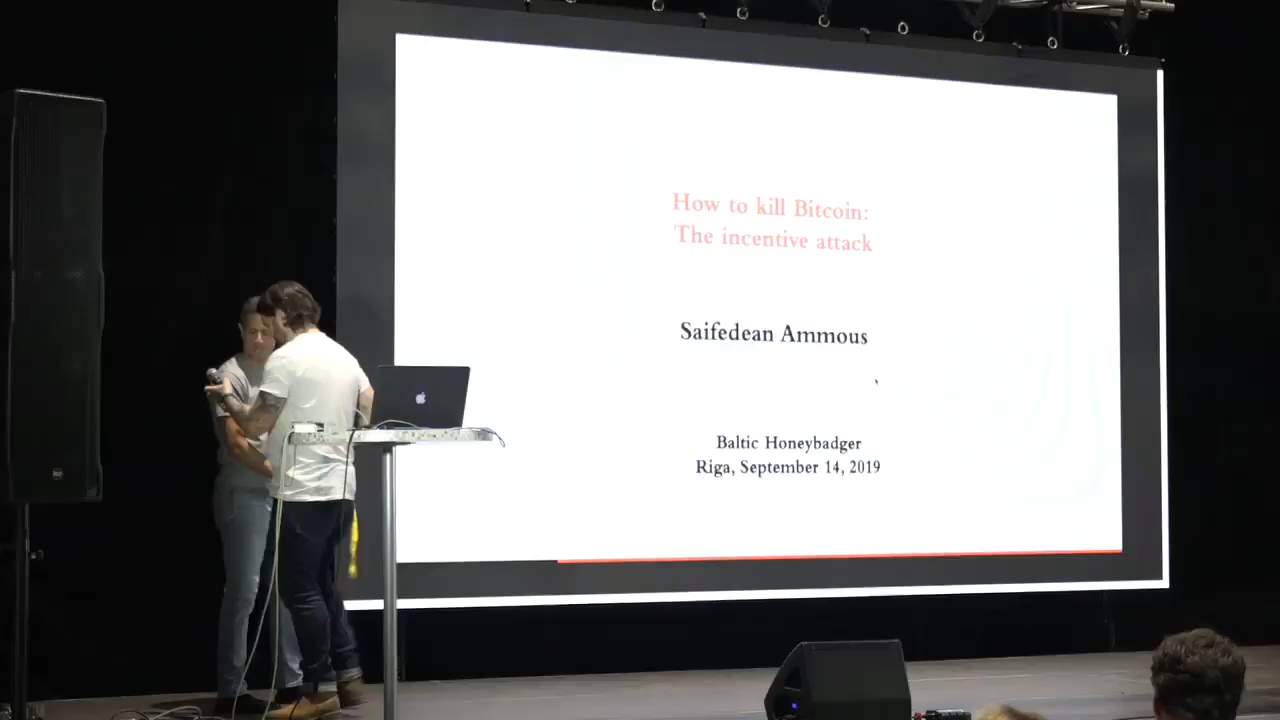 How to kill Bitcoin:
The incentive attack
Saifedean Ammous
Baltic Honeybadger
Riga, September 14, 2019